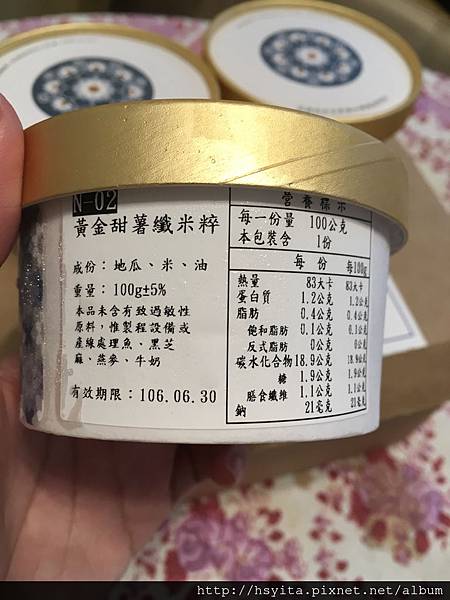 N-02
黃金甜薯纖米粹
成份：地瓜、米、油
重量：100g±5%
本品未含有致過敏性
原料，惟製程設備或
產線處理魚、黑芝
麻、燕麥、牛奶
有效期限：106.06.30
營養標示
每一份量 100公克
本包裝含 1份
每 份 每100g
熱量 83大卡 83大卡
蛋白質 1.2公克 1.2公克
脂肪 0.4公克 0.4公克
飽和脂肪 0.1公克 0.1公克
反式脂肪 0公克 0公克
碳水化合物 18.9公克 18.9公克
糖 1.9公克 1.9公克
膳食纖維 1.1公克 1.1公克
鈉 21毫克 21毫克
http://hsyita.pixnet.net/album